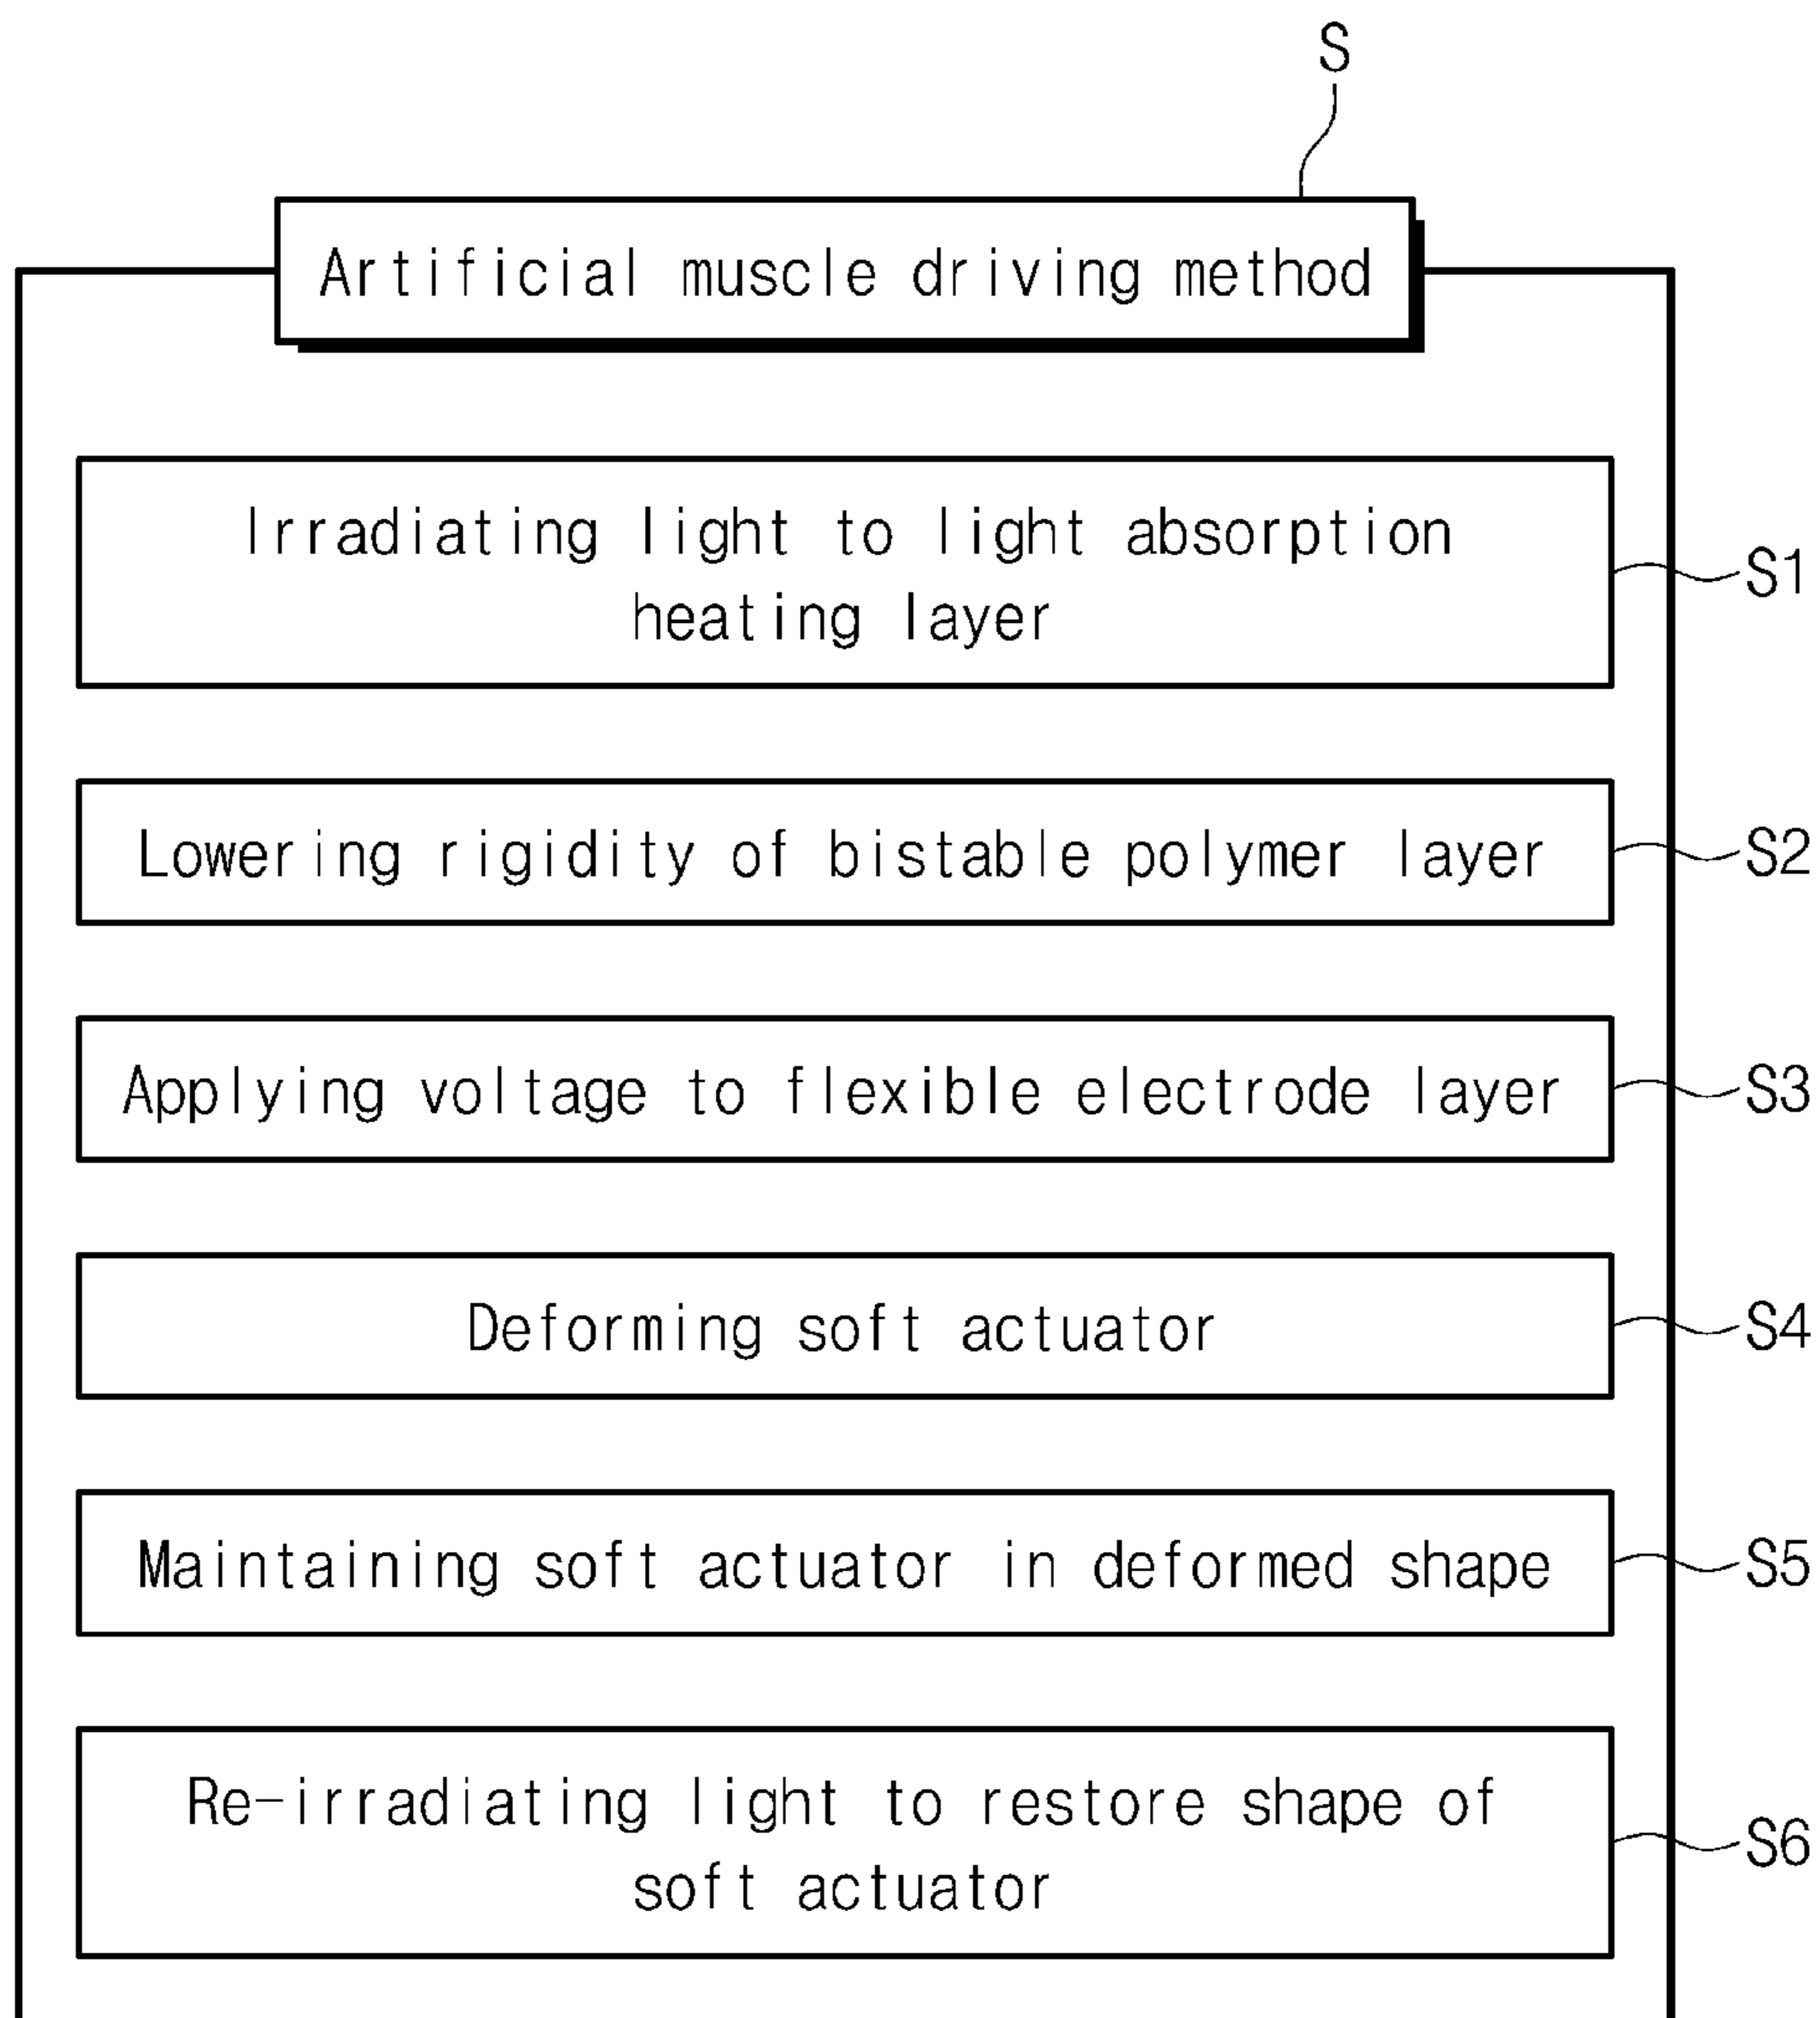 S
Artificial muscle driving method
Irradiating light to light absorption
heating layer
S1
Lowering rigidity of bistable polymer layer
S2
Applying voltage to flexible electrode layer
S3
Deforming soft actuator
S4
Maintaining soft actuator in deformed shape
S5
Re-irradiating light to restore shape of
soft actuator
S6